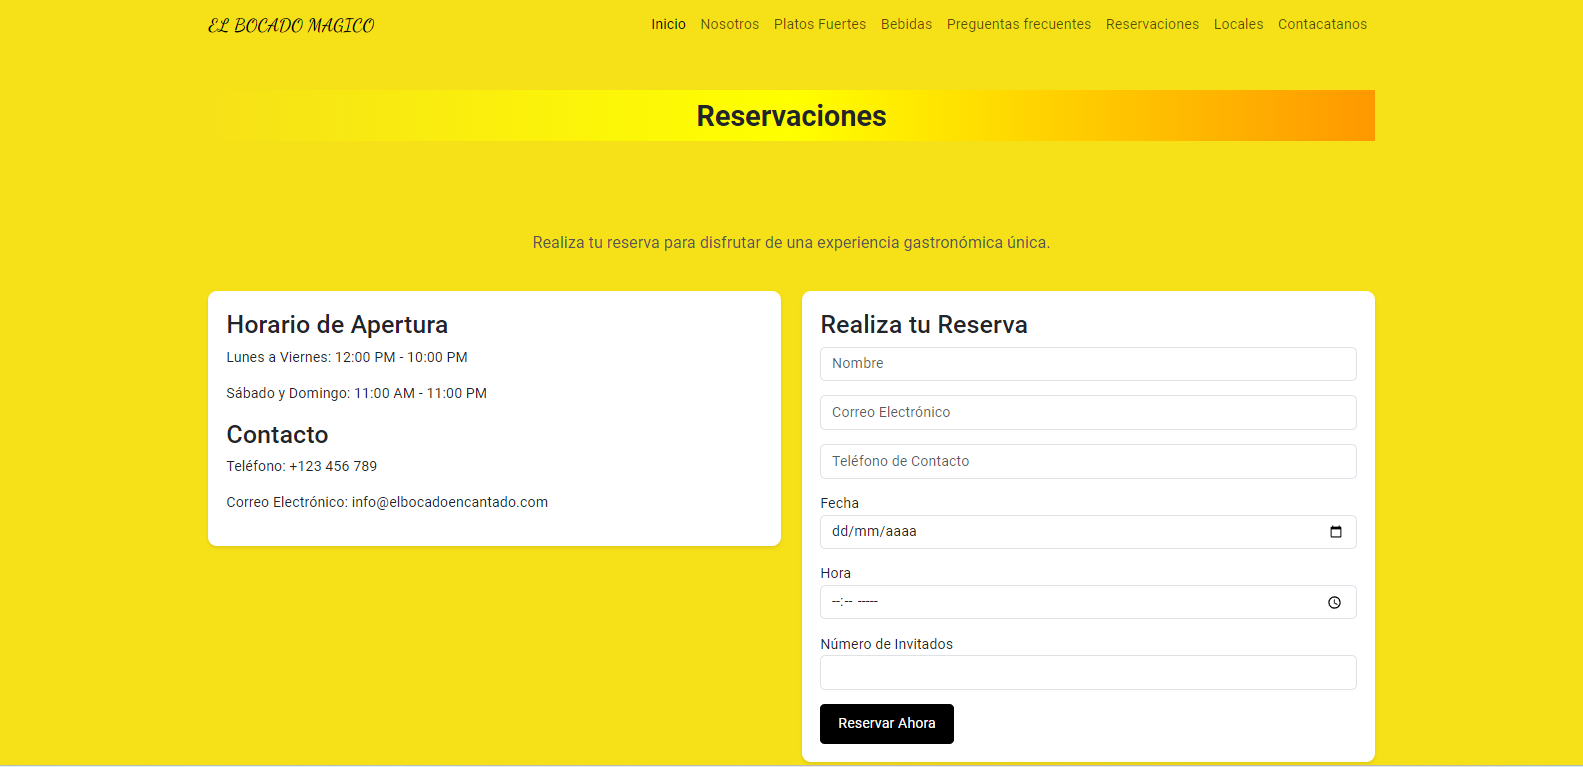 EL BOCADO MAGICO
Inicio Nosotros Platos Fuertes Bebidas Preguntas frecuentes Reservaciones Locales Contacatanos
Reservaciones
Realiza tu reserva para disfrutar de una experiencia gastronómica única.
Horario de Apertura
Lunes a Viernes: 12:00 PM - 10:00 PM
Sábado y Domingo: 11:00 AM - 11:00 PM
Contacto
Teléfono: +123 456 789
Correo Electrónico: info@elbocadoencantado.com
Realiza tu Reserva
Nombre
Correo Electrónico
Teléfono de Contacto
Fecha
dd/mm/aaaa
Hora
--:-- -----
Número de Invitados
Reservar Ahora